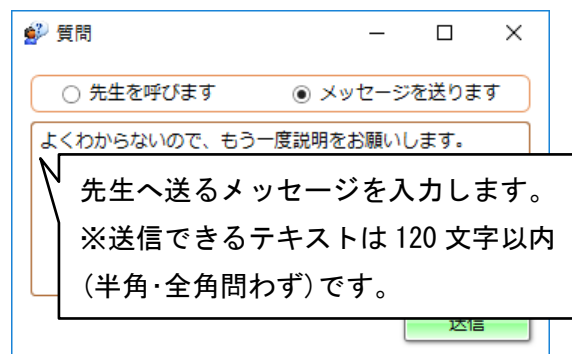 質問
先生を呼びます
メッセージを送ります
よくわからないので、もう一度説明をお願いします。
先生へ送るメッセージを入力します。
※送信できるテキストは120文字以内
(半角･全角問わず)です。
送信